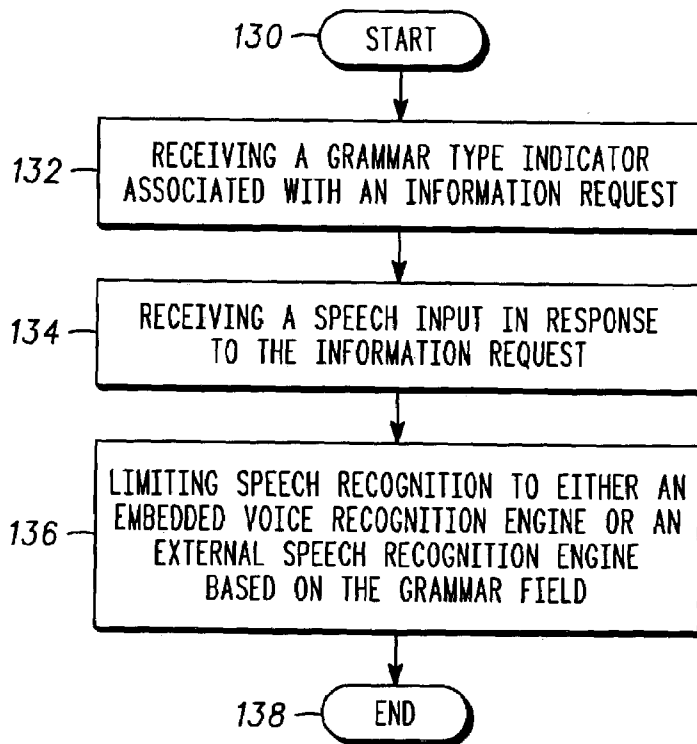 130
START
132
RECEIVING A GRAMMAR TYPE INDICATOR
ASSOCIATED WITH AN INFORMATION REQUEST
134
RECEIVING A SPEECH INPUT IN RESPONSE
TO THE INFORMATION REQUEST
136
LIMITING SPEECH RECOGNITION TO EITHER AN
EMBEDDED VOICE RECOGNITION ENGINE OR AN
EXTERNAL SPEECH RECOGNITION ENGINE
BASED ON THE GRAMMAR FIELD
138
END